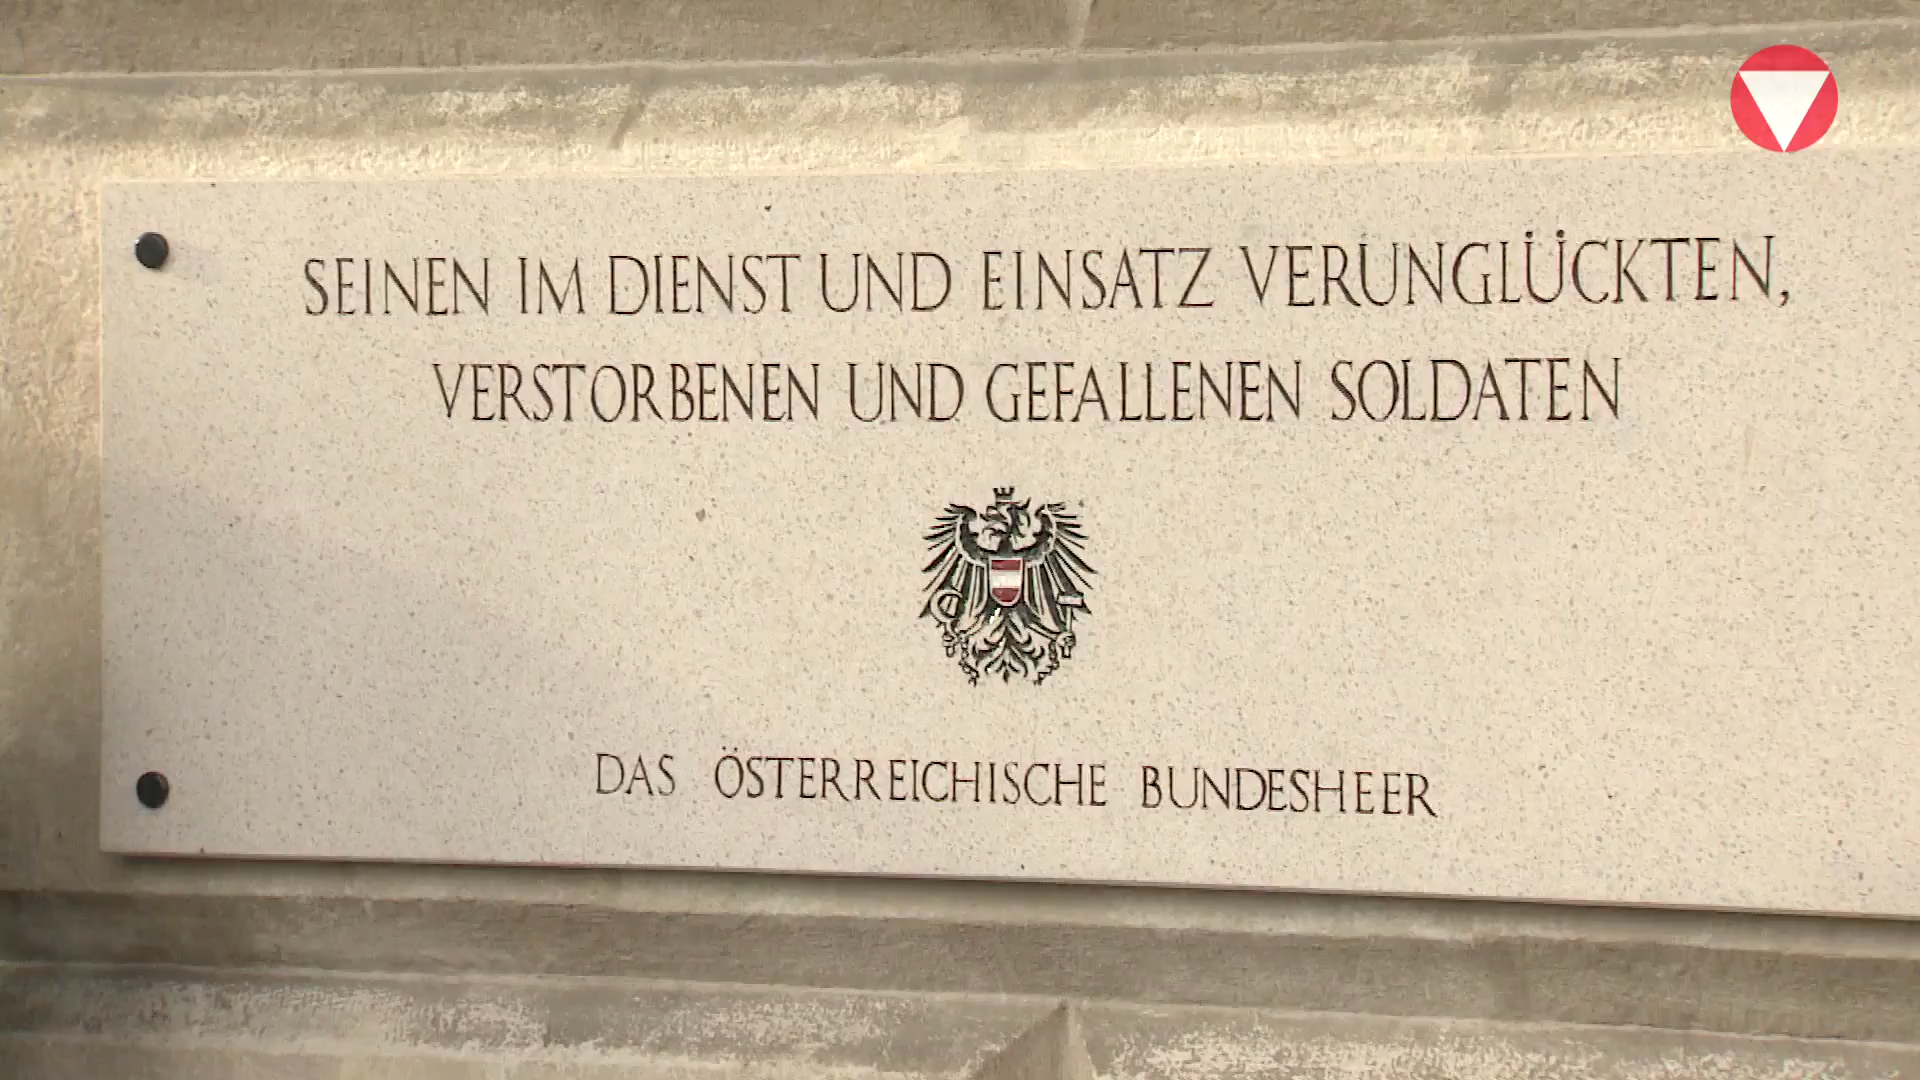 SEINEN IM DIENST UND EINSATZ VERUNGLÜCKTEN,
VERSTORBENEN UND GEFALLENEN SOLDATEN
DAS ÖSTERREICHISCHE BUNDESHEER